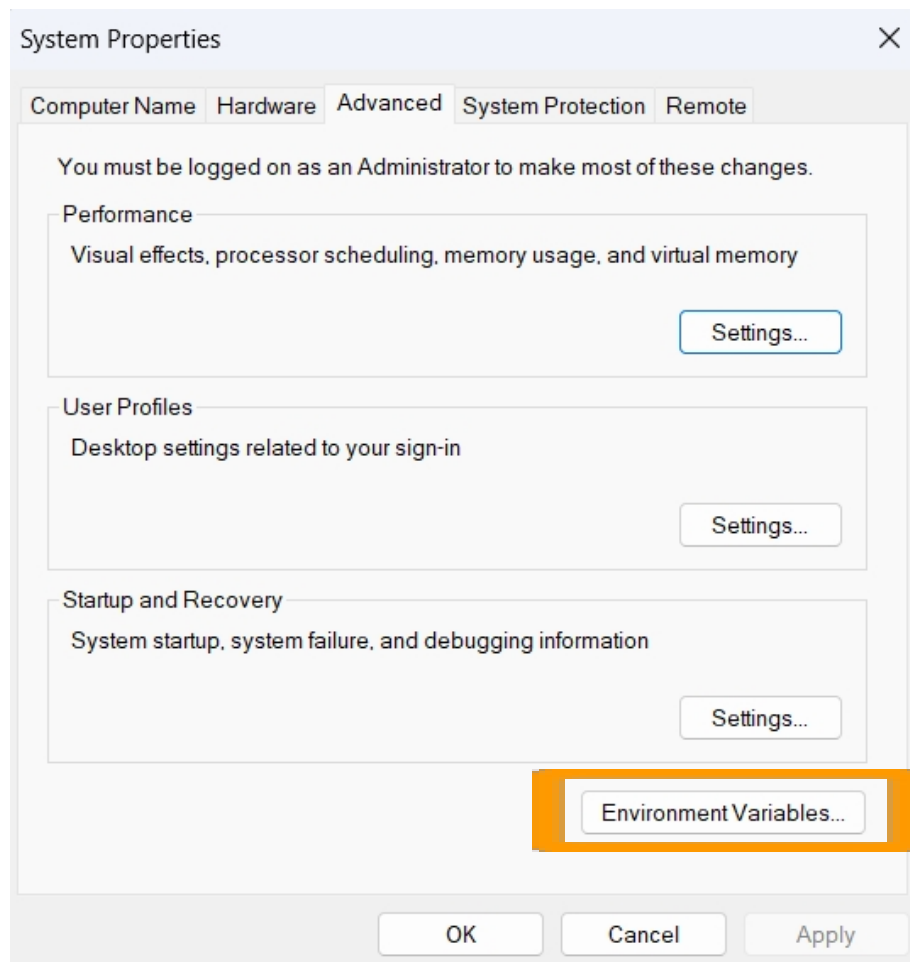 System Properties
Computer Name Hardware Advanced System Protection Remote
You must be logged on as an Administrator to make most of these changes.
Performance
Visual effects, processor scheduling, memory usage, and virtual memory
Settings...
User Profiles
Desktop settings related to your sign-in
Settings...
Startup and Recovery
System startup, system failure, and debugging information
Settings...
Environment Variables...
OK Cancel Apply